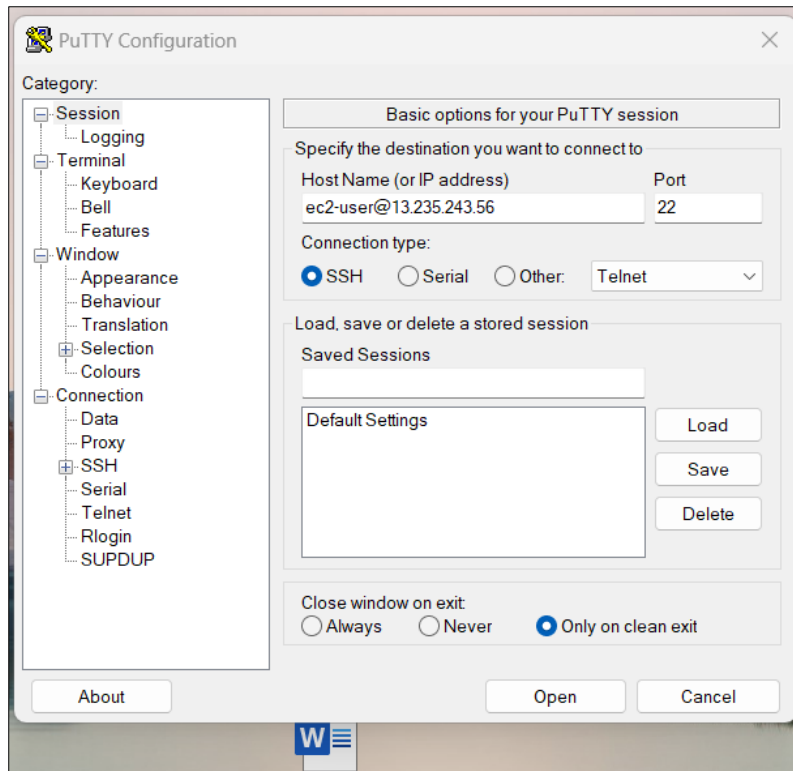 PuTTY Configuration
Category:
Session
Logging
Terminal
Keyboard
Bell
Features
Window
Appearance
Behaviour
Translation
Selection
Colours
Connection
Data
Proxy
SSH
Serial
Telnet
Rlogin
SUPDUP
Basic options for your PuTTY session
Specify the destination you want to connect to
Host Name (or IP address) Port
ec2-user@13.235.243.56 22
Connection type:
SSH Serial Other: Telnet
Load, save or delete a stored session
Saved Sessions
Default Settings
Load
Save
Delete
Close window on exit:
Always Never Only on clean exit
About Open Cancel
W